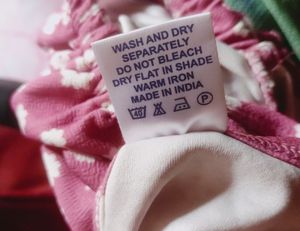 WASH AND DRY
SEPARATELY
DO NOT BLEACH
DRY FLAT IN SHADE
WARM IRON
MADE IN INDIA
40 P